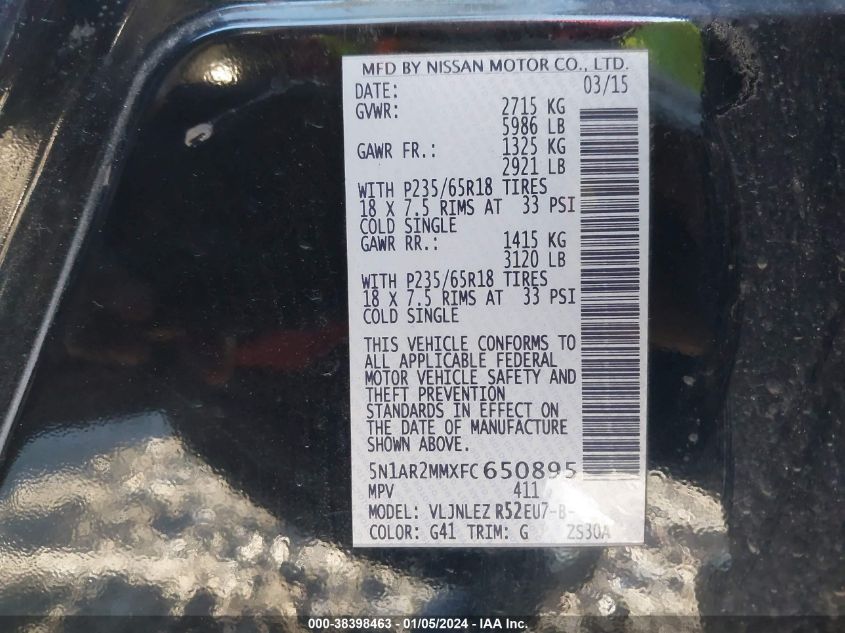 MFD BY NISSAN MOTOR CO., LTD.
DATE: 03/15
GVWR: 2715 KG
5986 LB
GAWR FR.: 1325 KG
2921 LB
WITH P235/65R18 TIRES
18 X 7.5 RIMS AT 33 PSI
COLD SINGLE
GAWR RR.: 1415 KG
3120 LB
WITH P235/65R18 TIRES
18 X 7.5 RIMS AT 33 PSI
COLD SINGLE
THIS VEHICLE CONFORMS TO
ALL APPLICABLE FEDERAL
MOTOR VEHICLE SAFETY AND
THEFT PREVENTION
STANDARDS IN EFFECT ON
THE DATE OF MANUFACTURE
SHOWN ABOVE.
5N1AR2MMXFC650895
MPV 411
MODEL: VLJNLEZ R52EU7-B-
COLOR: G41 TRIM: G ZS30A
000-38398463 - 01/05/2024 - IAA Inc.